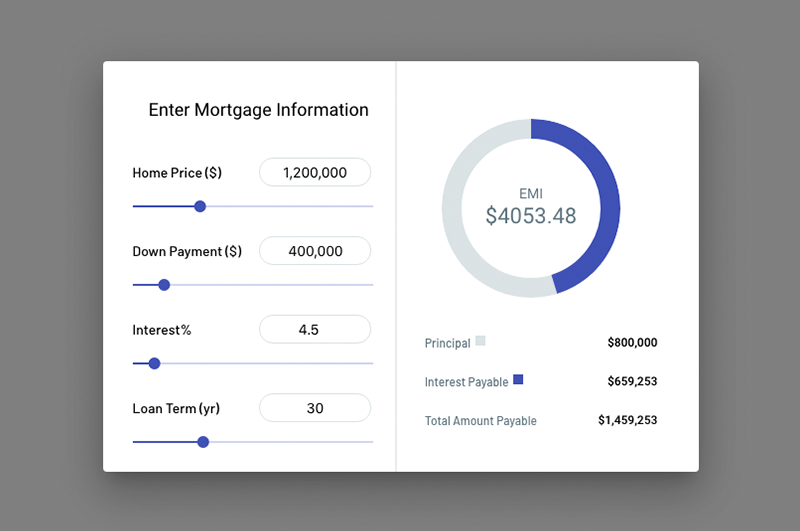 Enter Mortgage Information
Home Price ($) 1,200,000
Down Payment ($) 400,000
Interest% 4.5
Loan Term (yr) 30
EMI
$4053.48
Principal $800,000
Interest Payable $659,253
Total Amount Payable $1,459,253